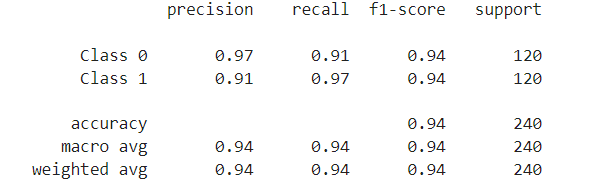 precision recall f1-score support
Class 0 0.97 0.91 0.94 120
Class 1 0.91 0.97 0.94 120
accuracy 0.94 240
macro avg 0.94 0.94 0.94 240
weighted avg 0.94 0.94 0.94 240